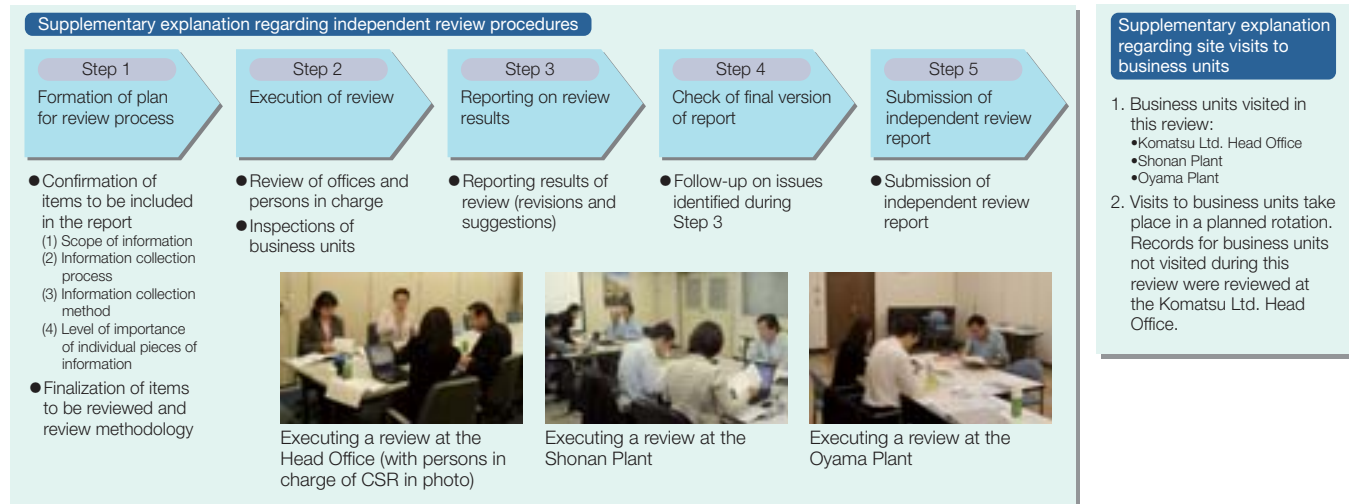 Supplementary explanation regarding independent review procedures
Step 1
Formation of plan
for review process
●Confirmation of
items to be included
in the report
(1) Scope of information
(2) Information collection
process
(3) Information collection
method
(4) Level of importance
of individual pieces of
information
●Finalization of items
to be reviewed and
review methodology
Step 2
Execution of review
●Review of offices and
persons in charge
●Inspections of
business units
Step 3
Reporting on review
results
●Reporting results of
review (revisions and
suggestions)
Step 4
Check of final version
of report
●Follow-up on issues
identified during
Step 3
Step 5
Submission of
independent review
report
●Submission of
independent review
report
Executing a review at the
Head Office (with persons in
charge of CSR in photo)
Executing a review at the
Shonan Plant
Executing a review at the
Oyama Plant
Supplementary explanation
regarding site visits to
business units
1. Business units visited in
this review:
•Komatsu Ltd. Head Office
•Shonan Plant
•Oyama Plant
2. Visits to business units take
place in a planned rotation.
Records for business units
not visited during this
review were reviewed at
the Komatsu Ltd. Head
Office.